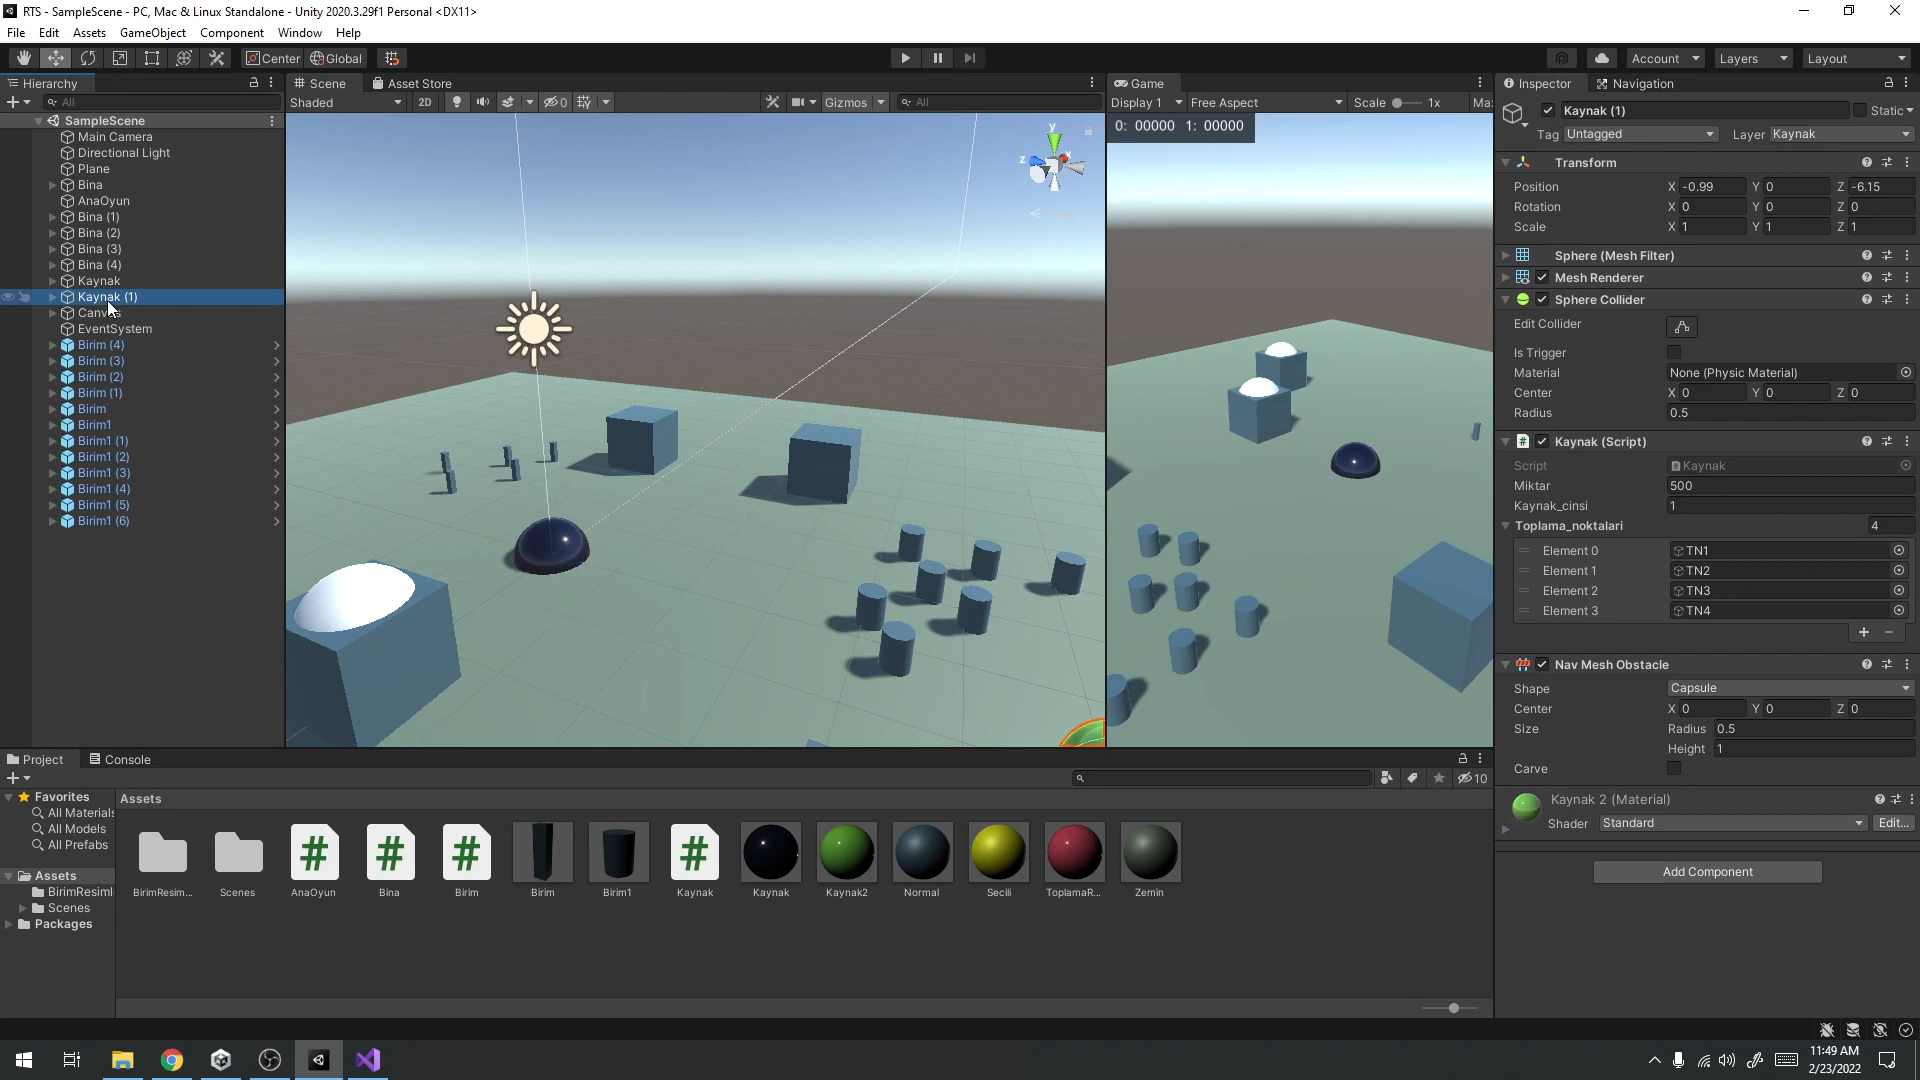 RTS - SampleScene - PC, Mac & Linux Standalone - Unity 2020.3.29f1 Personal <DX11>
File Edit Assets GameObject Component Window Help
Center Global Account Layers Layout
Hierarchy
All
SampleScene
Main Camera
Directional Light
Plane
Bina
AnaOyun
Bina (1)
Bina (2)
Bina (3)
Bina (4)
Kaynak
Kaynak (1)
EventSystem
Birim (4)
Birim (3)
Birim (2)
Birim (1)
Birim
Birim1
Birim1 (1)
Birim1 (2)
Birim1 (3)
Birim1 (4)
Birim1 (5)
Birim1 (6)
Scene Asset Store
Shaded 2D 0 Gizmos All
y
x
z
Game
Display 1 Free Aspect Scale 1x Ma
0: 00000 1: 00000
Inspector Navigation
Kaynak (1) Static
Tag Untagged Layer Kaynak
Transform
Position X -0.99 Y 0 Z -6.15
Rotation X 0 Y 0 Z 0
Scale X 1 Y 1 Z 1
Sphere (Mesh Filter)
Mesh Renderer
Sphere Collider
Edit Collider
Is Trigger
Material None (Physic Material)
Center X 0 Y 0 Z 0
Radius 0.5
Kaynak (Script)
Script Kaynak
Miktar 500
Kaynak_cinsi 1
Toplama_noktalari 4
Element 0 TN1
Element 1 TN2
Element 2 TN3
Element 3 TN4
Nav Mesh Obstacle
Shape Capsule
Center X 0 Y 0 Z 0
Size Radius 0.5
Height 1
Carve
Kaynak 2 (Material)
Shader Standard Edit...
Add Component
Project Console
10
Favorites
All Materials
All Models
All Prefabs
Assets
BirimResiml
Scenes
Packages
Assets
BirimResim... Scenes AnaOyun Bina Birim Birim Birim1 Kaynak Kaynak Kaynak2 Normal Secili ToplamaR... Zemin
11:49 AM
2/23/2022